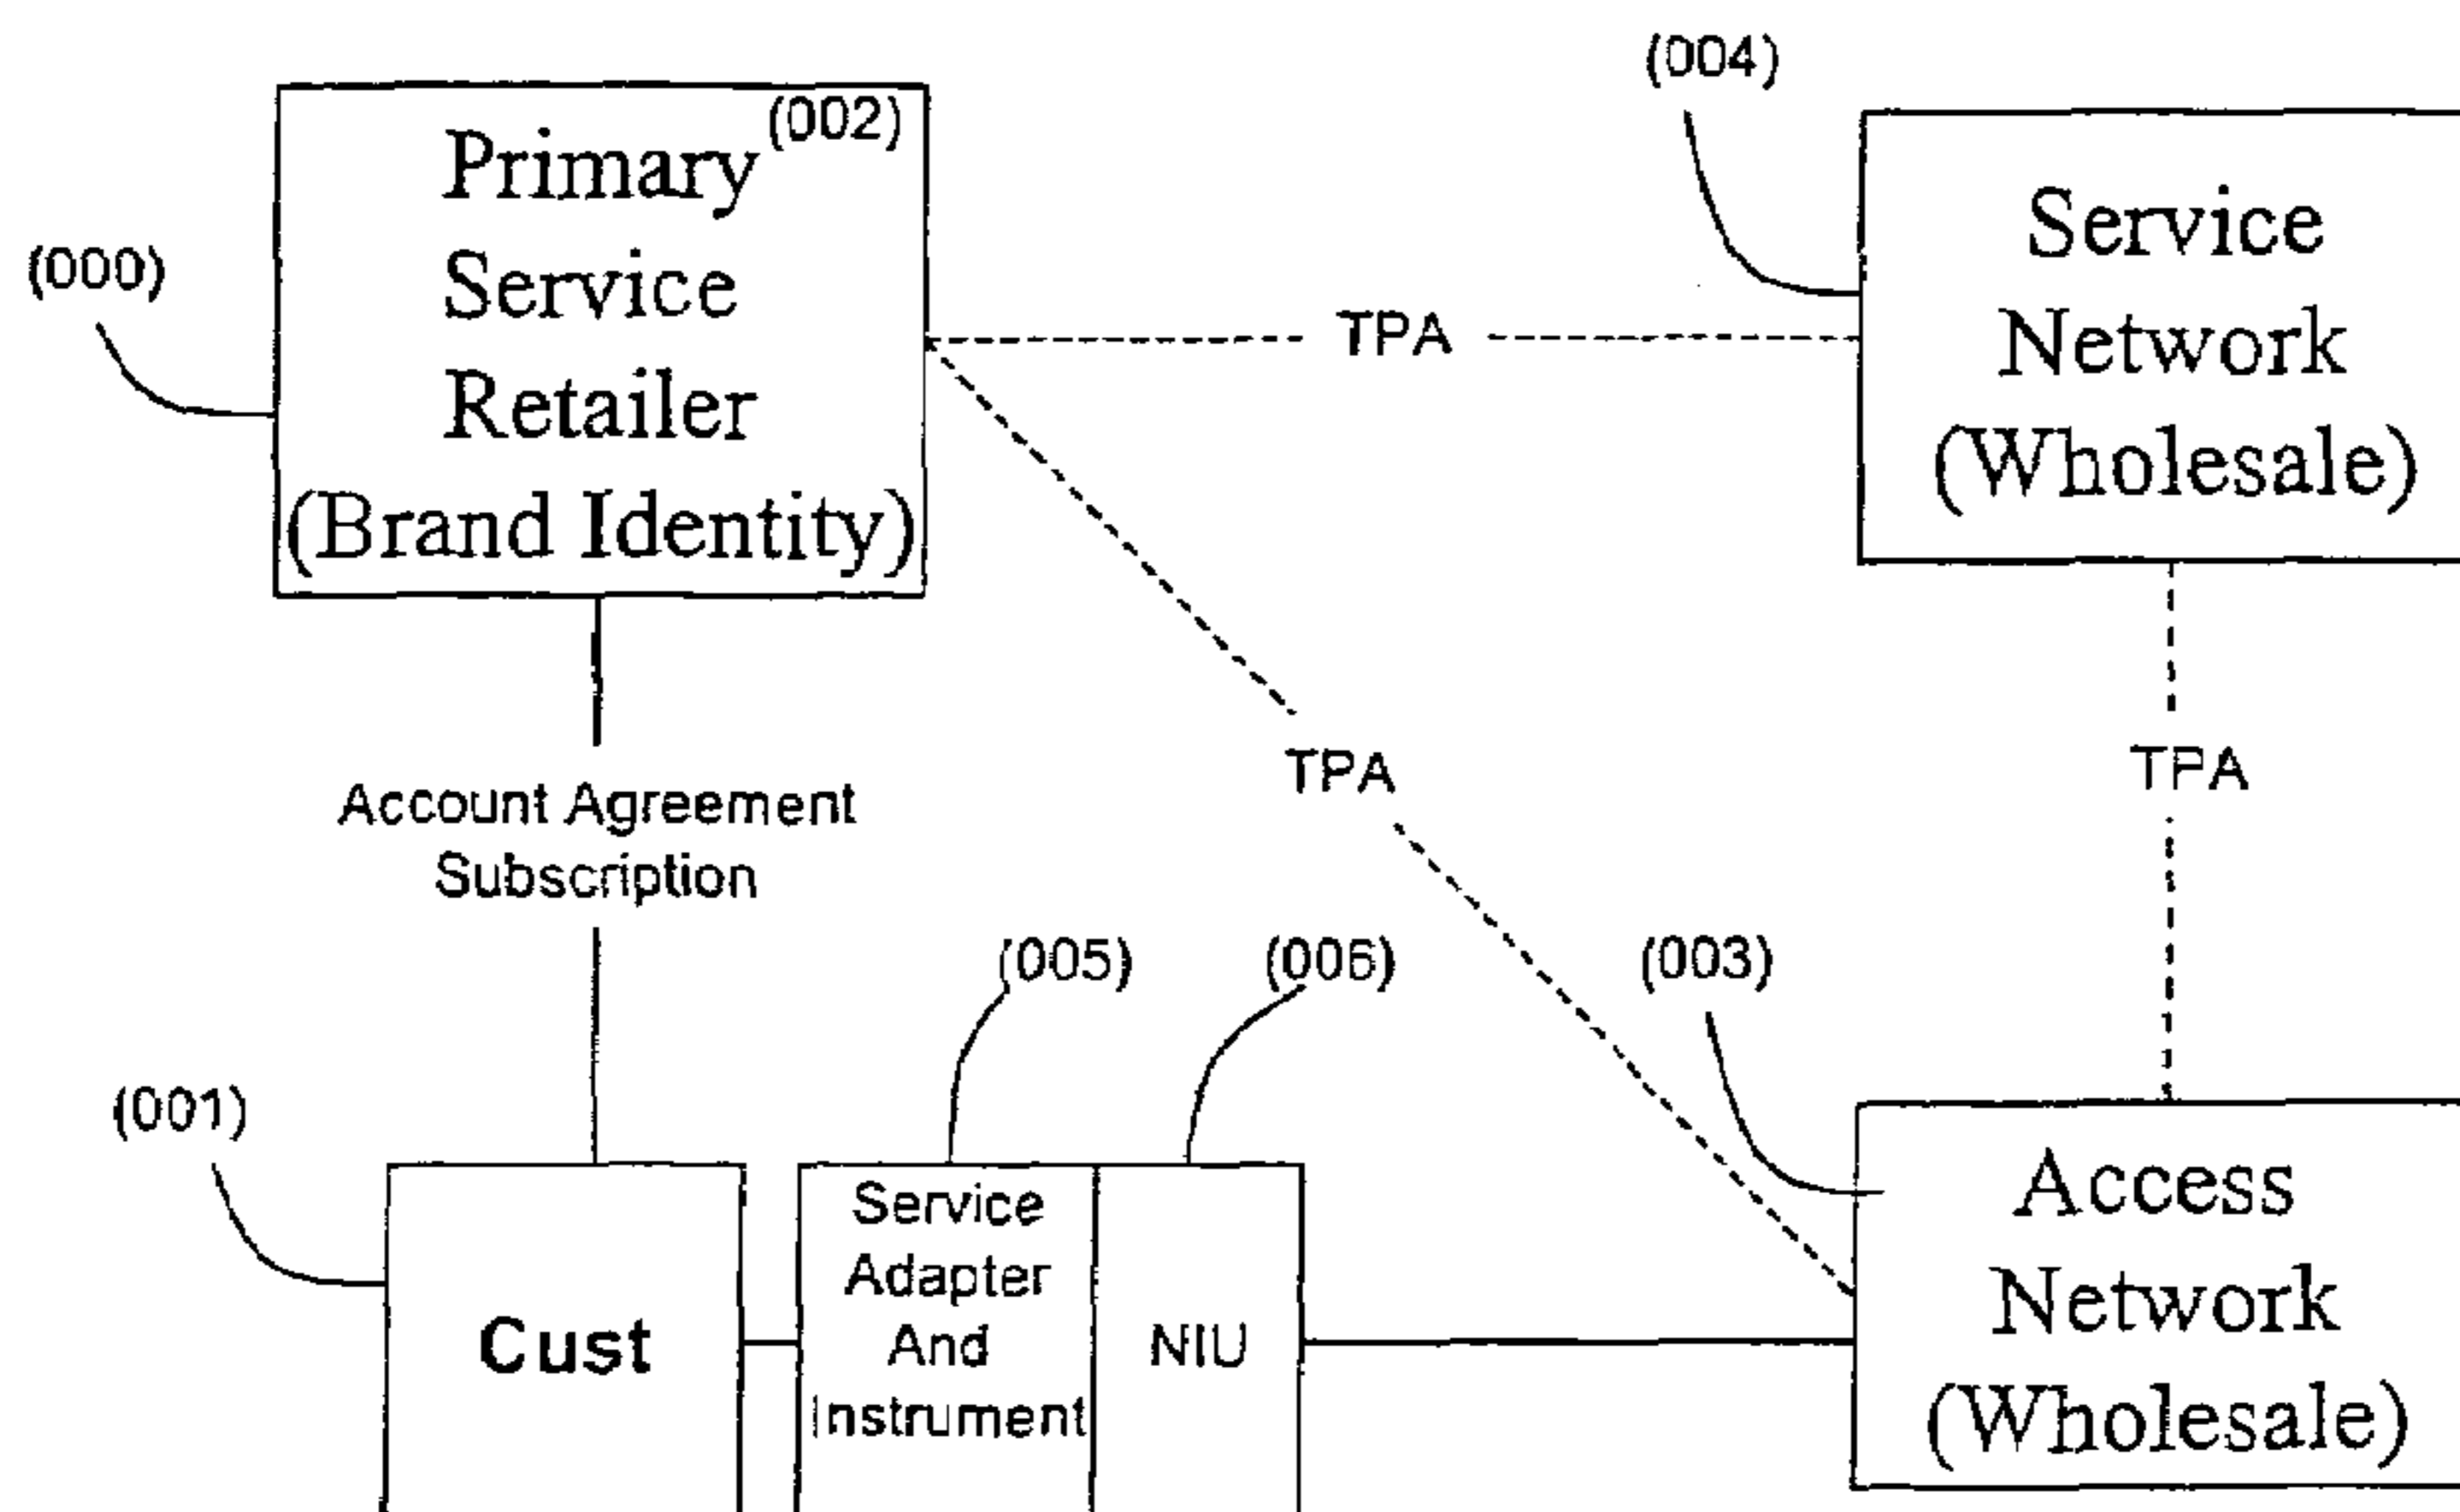 (004)
(002)
Primary
Service
Retailer
(Brand Identity)
(000)
Service
Network
(Wholesale)
TPA
TPA
TPA
Account Agreement
Subscription
(005)
(006)
(003)
(001)
Cust
Service
Adapter
And
Instrument
NIU
Access
Network
(Wholesale)